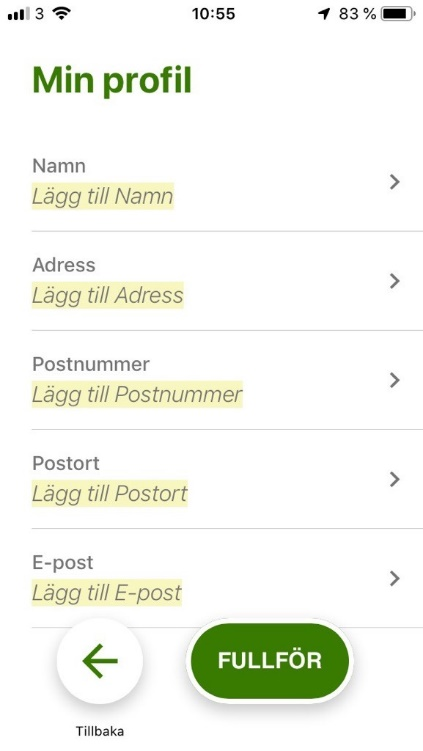 3 10:55 83 %
Min profil
Namn
Lägg till Namn
Adress
Lägg till Adress
Postnummer
Lägg till Postnummer
Postort
Lägg till Postort
E-post
Lägg till E-post
FULLFÖR
Tillbaka